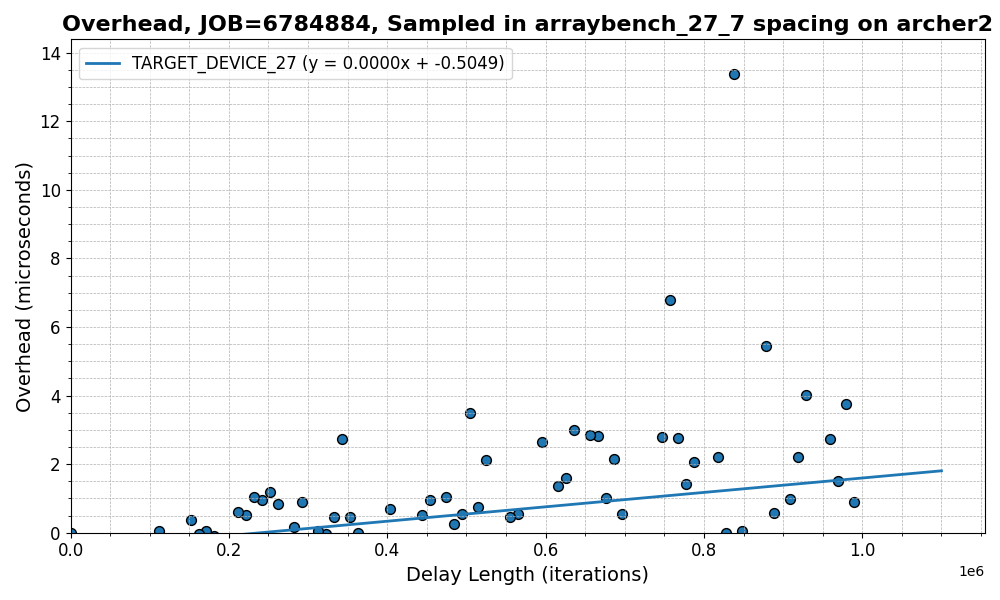 Overhead, JOB=6784884, Sampled in arraybench_27_7 spacing on archer2
TARGET_DEVICE_27 (y = 0.0000x + -0.5049)
Overhead (microseconds)
14
12
10
8
6
4
2
0
0.0 0.2 0.4 0.6 0.8 1.0
1e6
Delay Length (iterations)